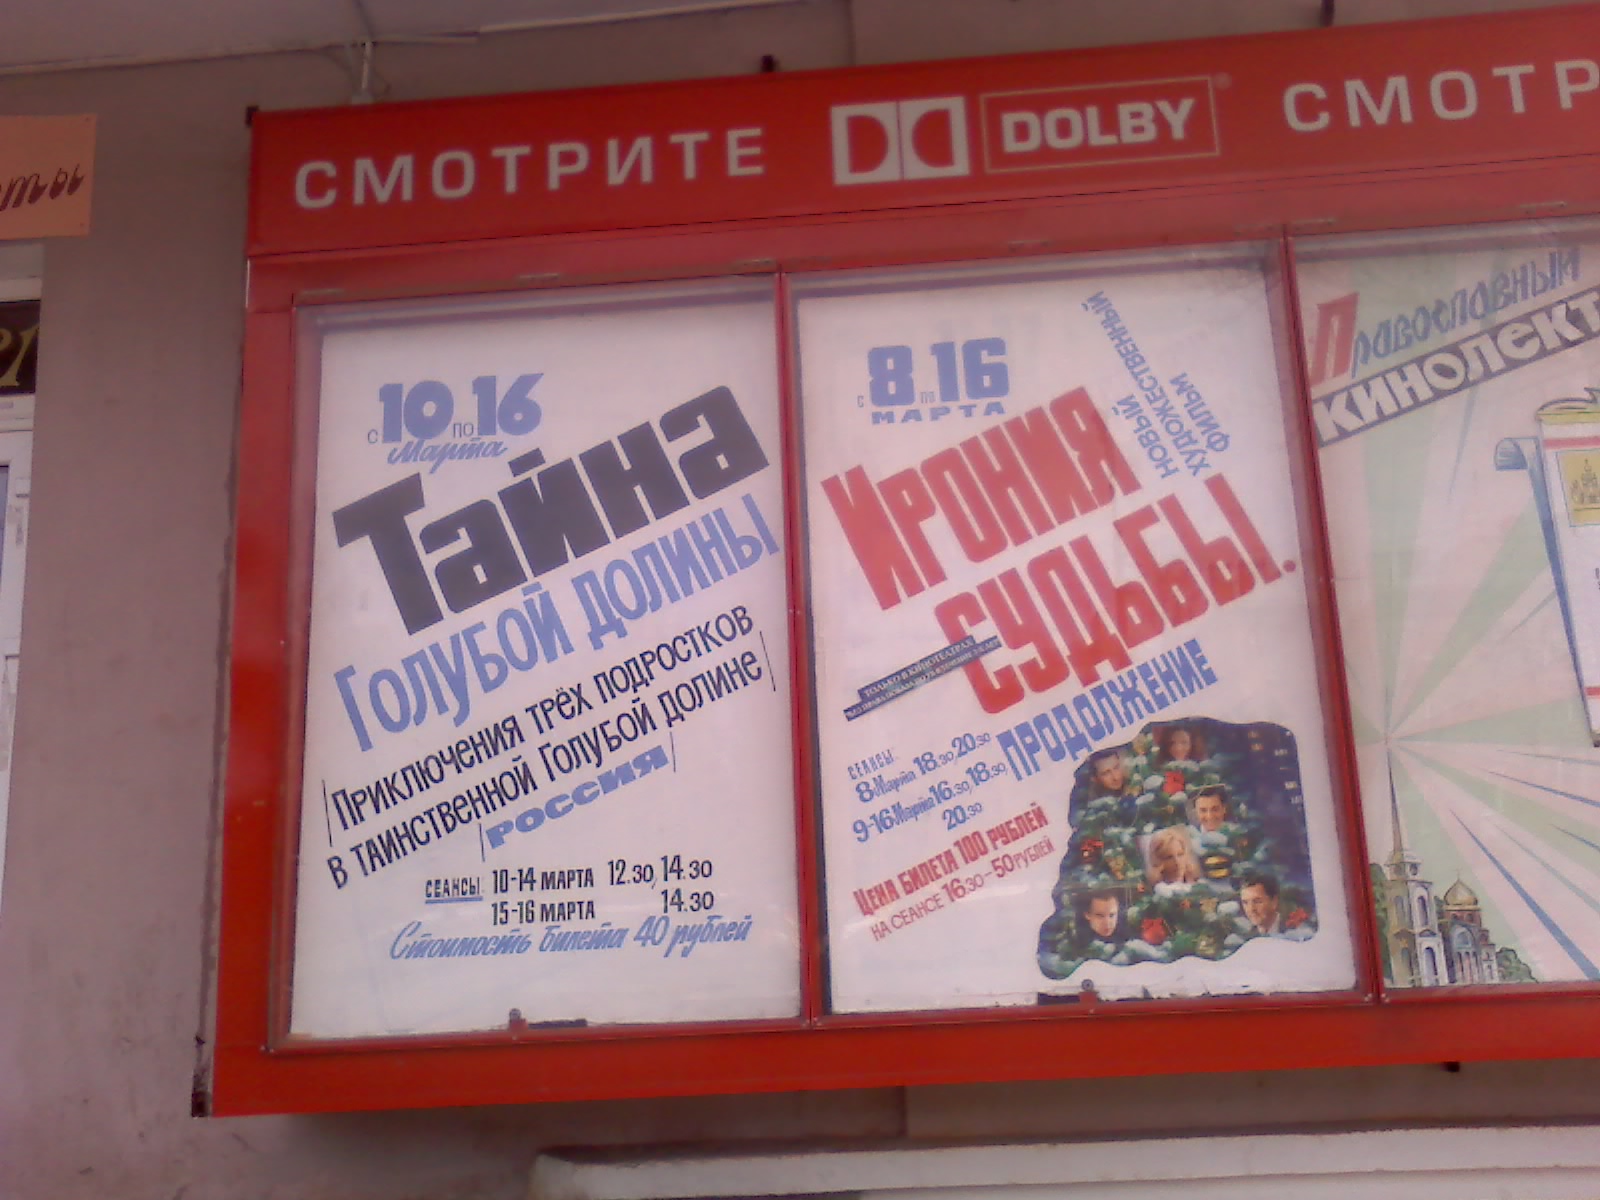 СМОТРИТЕ
DOLBY
СМОТР
с 10 по 16
Марта
Тайна
Голубой долины
Приключения трёх подростков
в таинственной Голубой долине
Россия
сеансы: 10-14 марта 12.30, 14.30
15-16 марта 14.30
Стоимость билета 40 рублей
с 8 по 16
МАРТА
НОВЫЙ
ХУДОЖЕСТВЕННЫЙ
ФИЛЬМ
Ирония
судьбы.
ТОЛЬКО В КИНОТЕАТРАХ
ПРОДОЛЖЕНИЕ
СЕАНСЫ:
8 Марта 18.30, 20.30
9-16 Марта 16.30, 18.30,
20.30
Цена билета 100 рублей
на сеансе 16.30 – 50 рублей
Православный
КИНОЛЕКТ